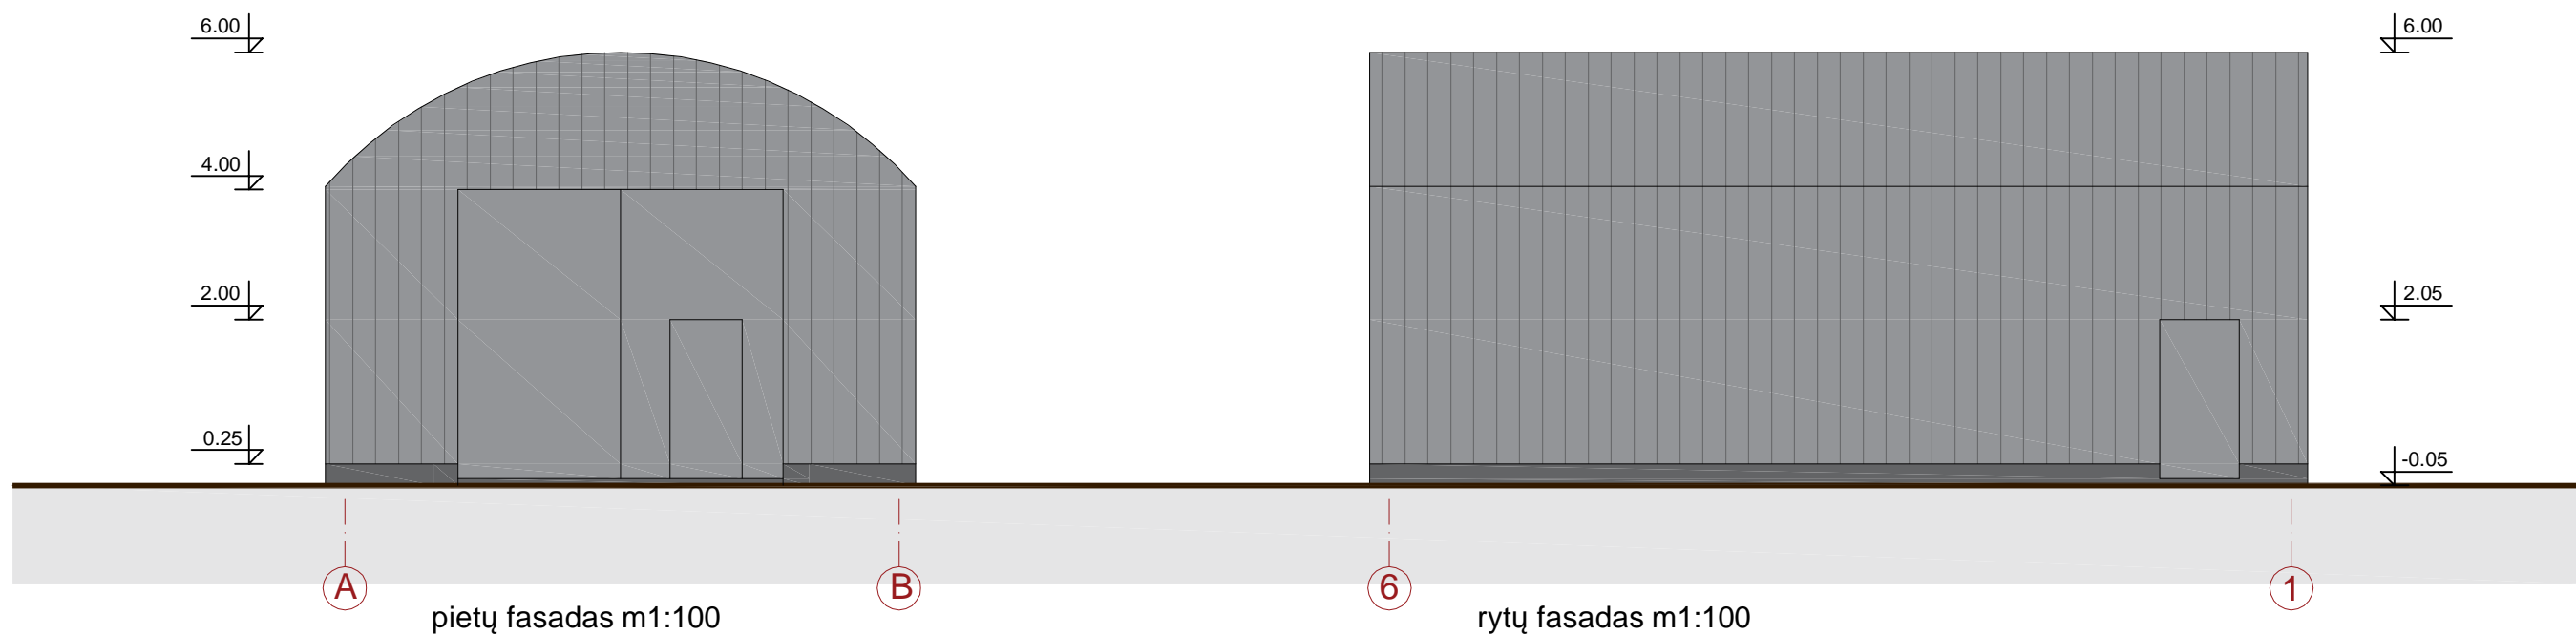 6.00
4.00
2.00
0.25
6.00
2.05
-0.05
A
B
6
1
pietų fasadas m1:100
rytų fasadas m1:100